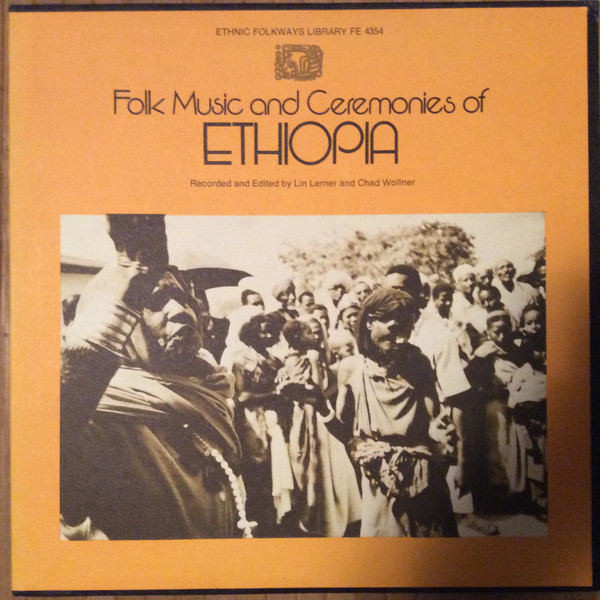 ETHNIC FOLKWAYS LIBRARY FE 4354
Folk Music and Ceremonies of
ETHIOPIA
Recorded and Edited by Lin Lerner and Chad Wollner